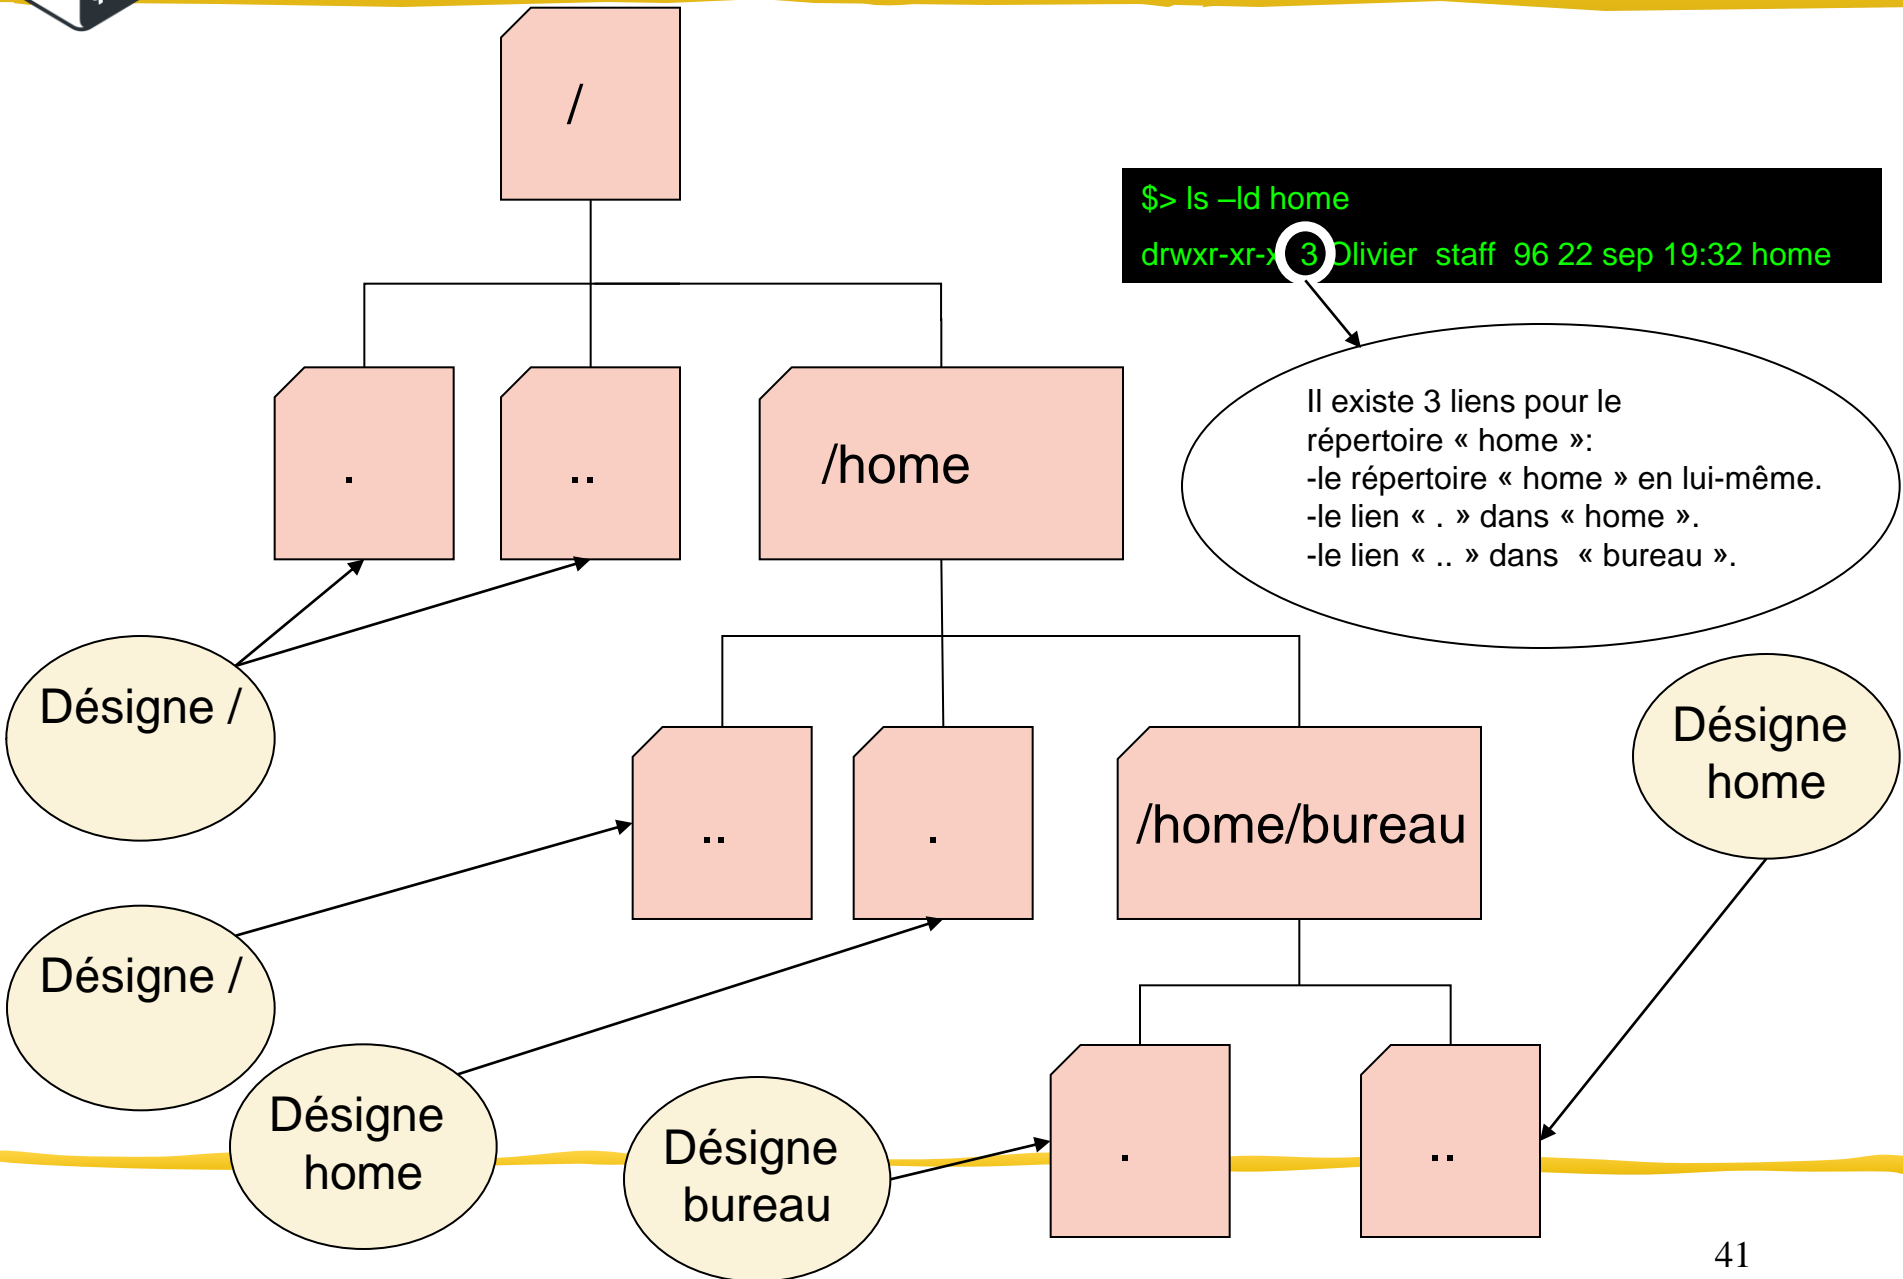 /
$> ls –ld home
drwxr-xr-x 3 Olivier staff 96 22 sep 19:32 home
.
..
/home
Il existe 3 liens pour le
répertoire « home »:
-le répertoire « home » en lui-même.
-le lien « . » dans « home ».
-le lien « .. » dans « bureau ».
Désigne /
..
.
/home/bureau
Désigne
home
Désigne /
Désigne
home
Désigne
bureau
.
..
41